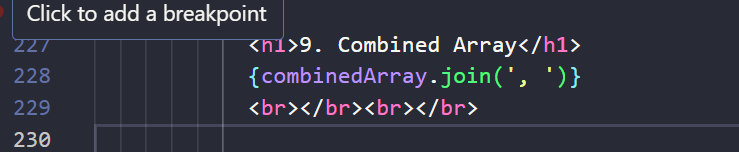 Click to add a breakpoint
227 <h1>9. Combined Array</h1>
228 {combinedArray.join(', ')}
229 <br></br><br></br>
230